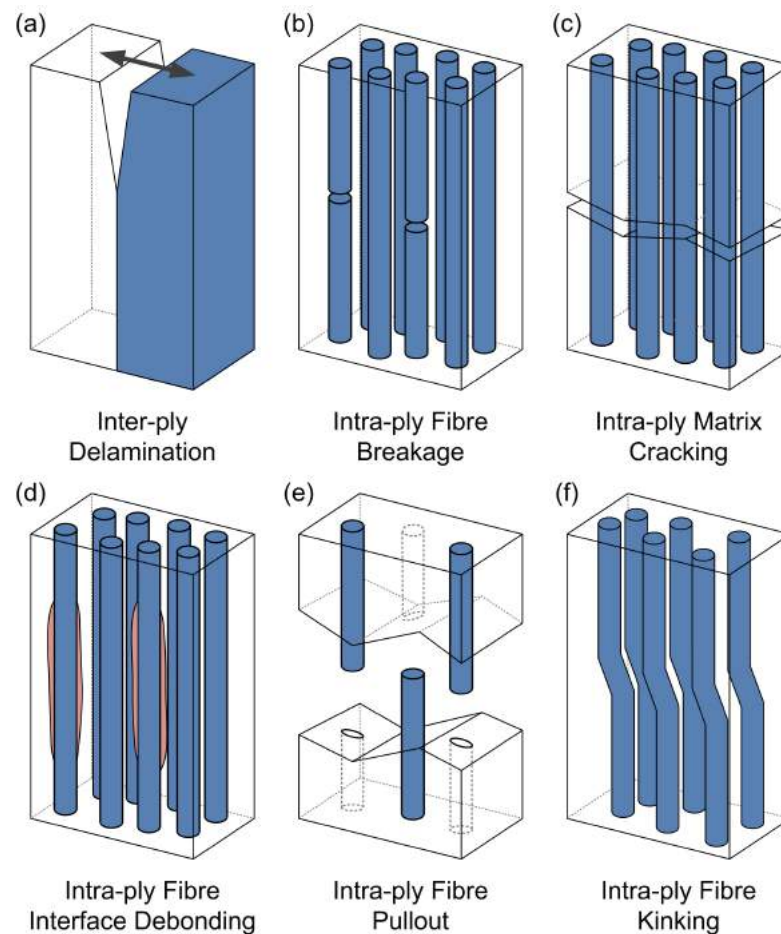 (a)
(b)
(c)
Inter-ply
Delamination
Intra-ply Fibre
Breakage
Intra-ply Matrix
Cracking
(d)
(e)
(f)
Intra-ply Fibre
Interface Debonding
Intra-ply Fibre
Pullout
Intra-ply Fibre
Kinking